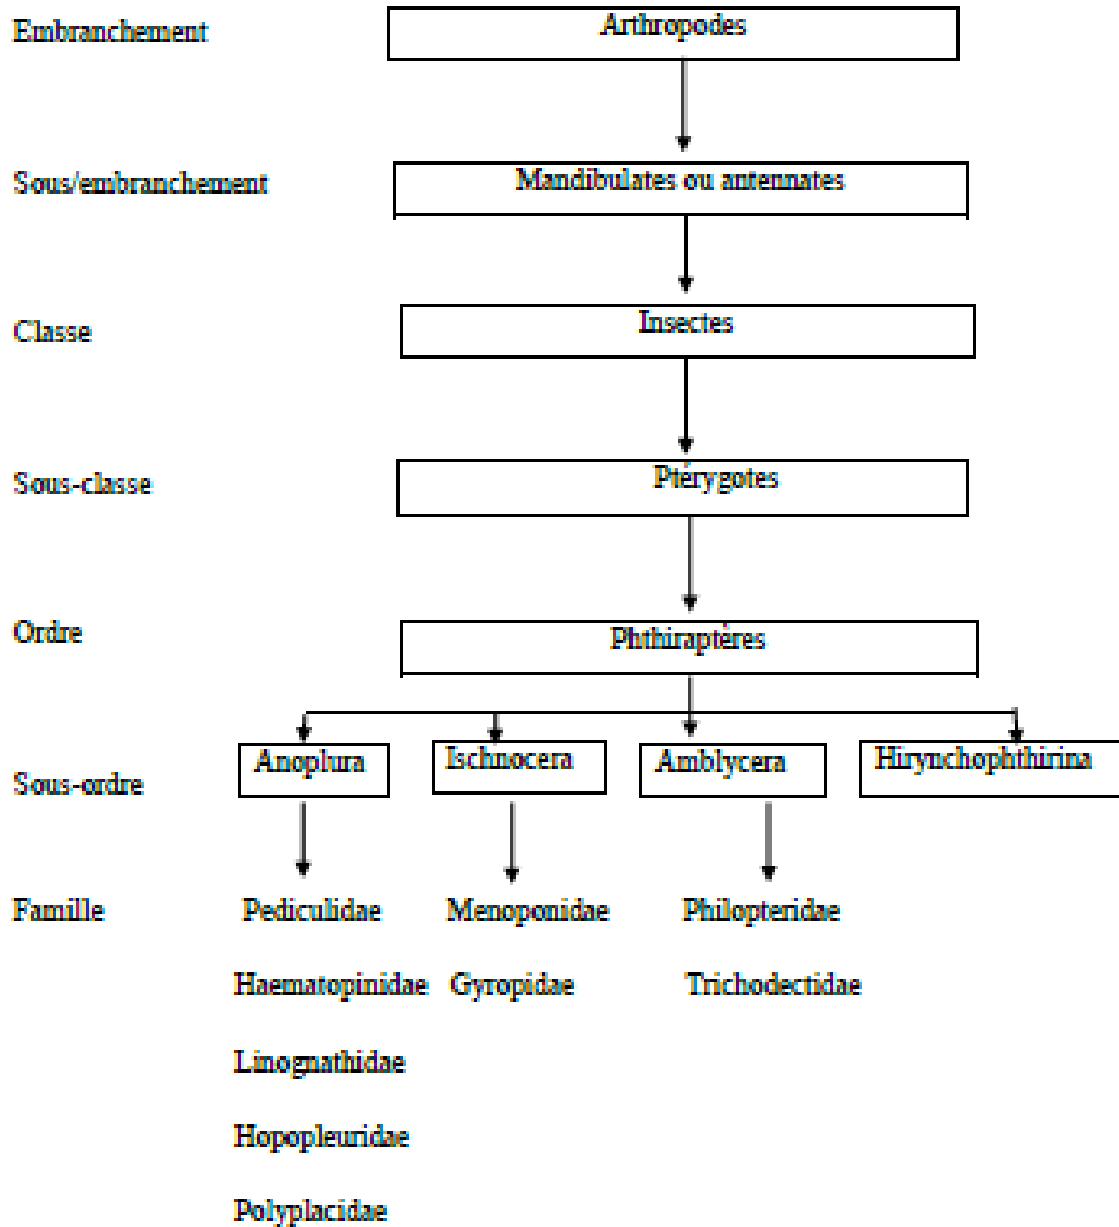 Embranchement Arthropodes
Sous/embranchement Mandibulates ou antennates
Classe Insectes
Sous-classe Ptérygotes
Ordre Phthiraptères
Sous-ordre Anoplura Ischnocera Amblycera Hirynchophthirina
Famille Pediculidae Menoponidae Philopteridae
Haematopinidae Gyropidae Trichodectidae
Linognathidae
Hopopleuridae
Polyplacidae